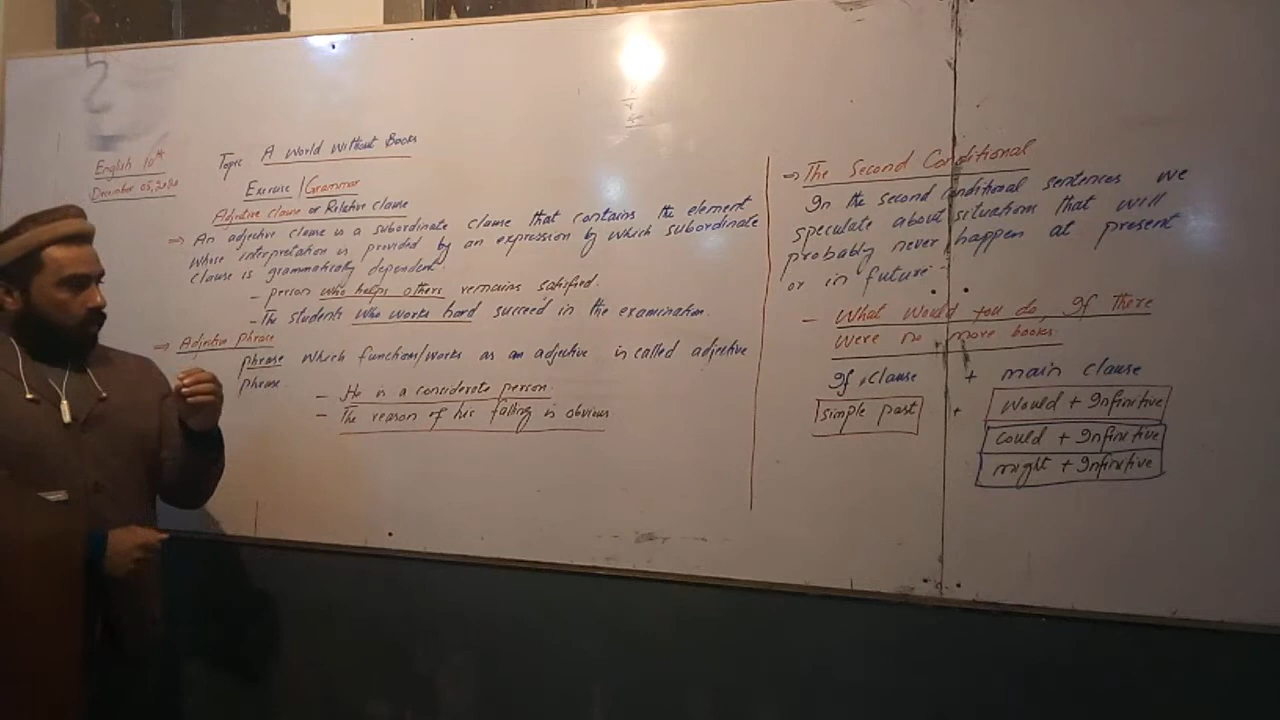 English 10th
December 05, 2020
Topic A World Without Books
Exercise | Grammar
Adjective clause or Relative clause
⇒ An adjective clause is a subordinate clause that contains the element
whose interpretation is provided by an expression by which subordinate
clause is grammatically dependent.
- person who helps others remains satisfied.
- The students who works hard succeed in the examination.
⇒ Adjective phrase
phrase which function/works as an adjective is called adjective
phrase.
- He is a considerate person.
- The reason of his falling is obvious
⇒ The Second Conditional
In the second conditional sentences we
speculate about situations that will
probably never happen at present
or in future
- What would you do, If there
were no more books.
If clause + main clause
simple past + would + Infinitive
could + Infinitive
might + Infinitive